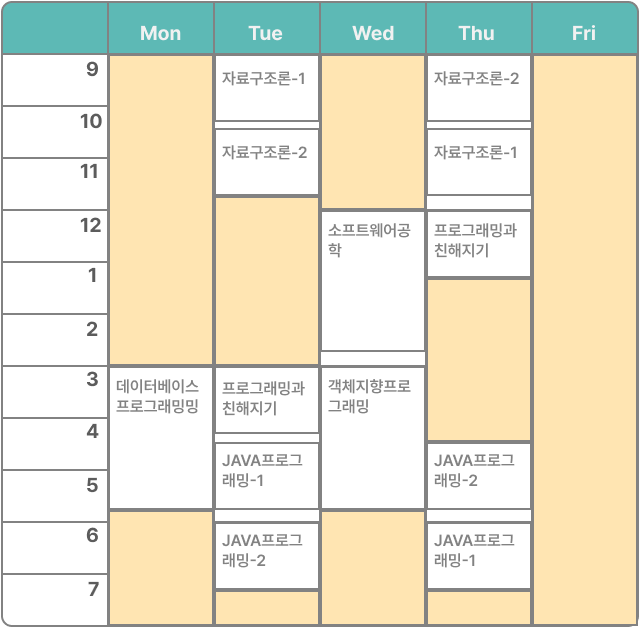 Mon Tue Wed Thu Fri
9
자료구조론-1
자료구조론-2
10
자료구조론-2
자료구조론-1
11
12
소프트웨어공
학
프로그래밍과
친해지기
1
2
3
데이터베이스
프로그래밍밍
프로그래밍과
친해지기
객체지향프로
그래밍
4
JAVA프로그
래밍-1
JAVA프로그
래밍-2
5
6
JAVA프로그
래밍-2
JAVA프로그
래밍-1
7